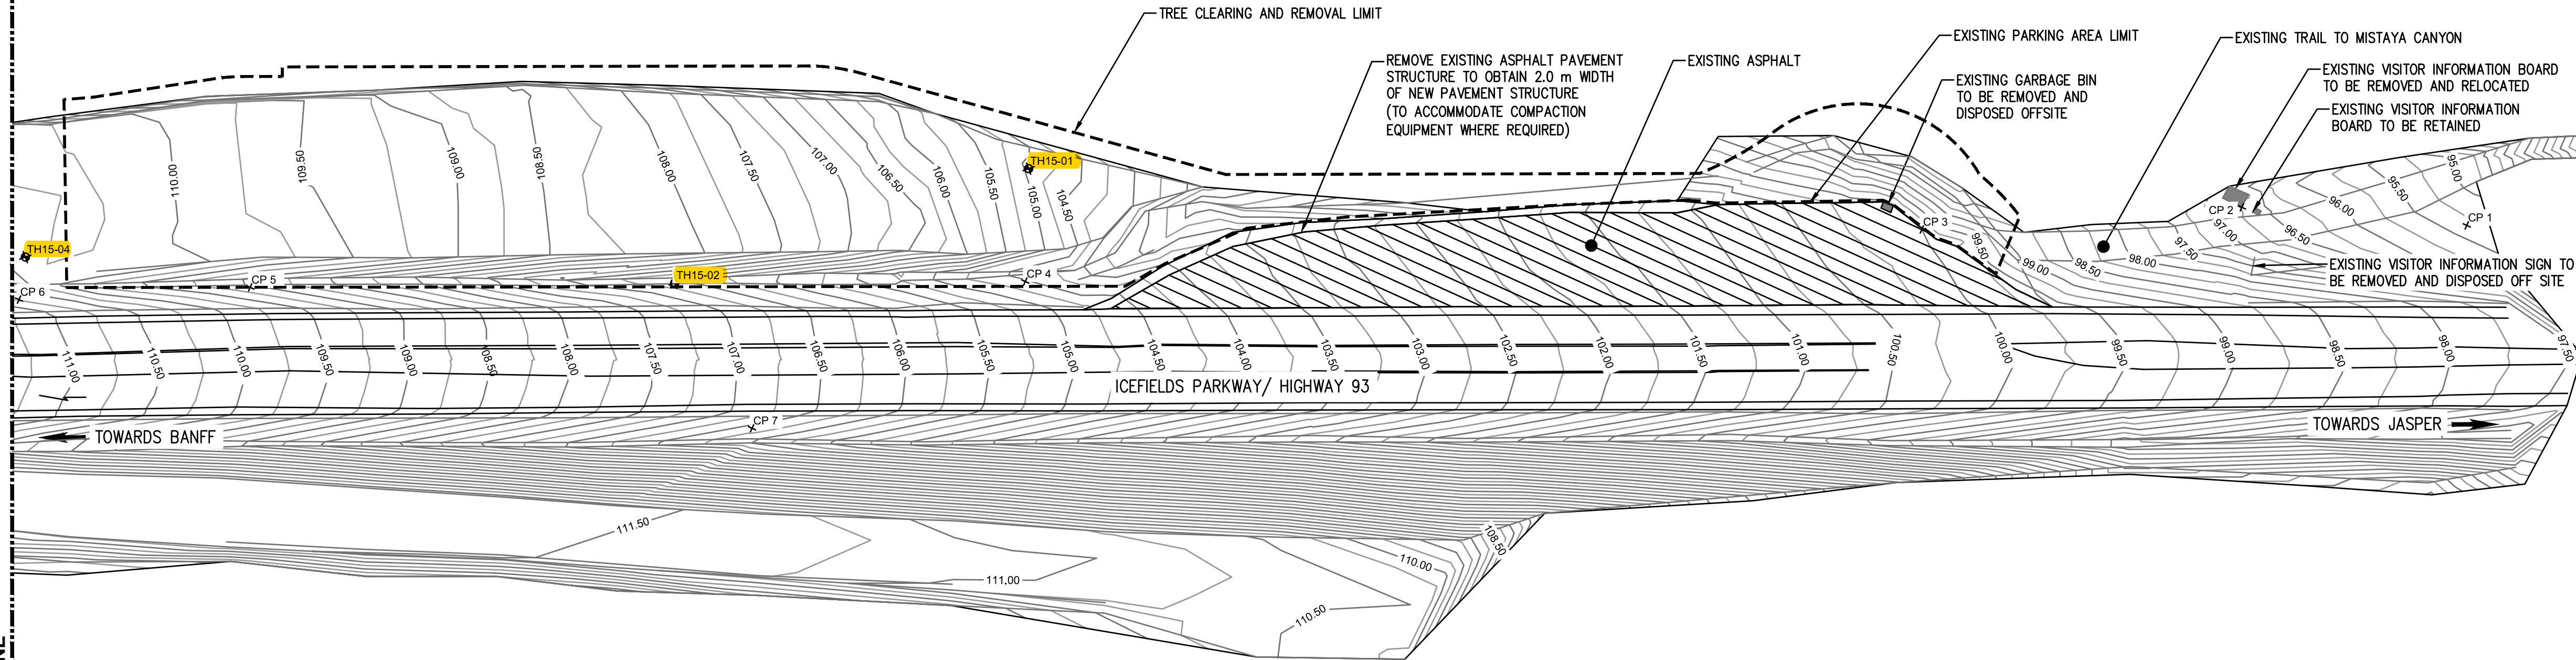 TREE CLEARING AND REMOVAL LIMIT
REMOVE EXISTING ASPHALT PAVEMENT
STRUCTURE TO OBTAIN 2.0 m WIDTH
OF NEW PAVEMENT STRUCTURE
(TO ACCOMMODATE COMPACTION
EQUIPMENT WHERE REQUIRED)
EXISTING ASPHALT
EXISTING PARKING AREA LIMIT
EXISTING GARBAGE BIN
TO BE REMOVED AND
DISPOSED OFFSITE
EXISTING TRAIL TO MISTAYA CANYON
EXISTING VISITOR INFORMATION BOARD
TO BE REMOVED AND RELOCATED
EXISTING VISITOR INFORMATION
BOARD TO BE RETAINED
EXISTING VISITOR INFORMATION SIGN TO
BE REMOVED AND DISPOSED OFF SITE
110.00
109.50
109.00
108.50
108.00
107.50
107.00
106.50
106.00
105.50
105.00
104.50
TH15-01
TH15-04
TH15-02
CP 6
CP 5
CP 4
CP 3
CP 2
CP 1
99.50
99.00
98.50
98.00
97.50
97.00
96.50
96.00
95.50
95.00
111.00
110.50
110.00
109.50
109.00
108.50
108.00
107.50
107.00
106.50
106.00
105.50
105.00
104.50
104.00
103.50
103.00
102.50
102.00
101.50
101.00
100.50
100.00
99.50
99.00
98.50
98.00
97.50
ICEFIELDS PARKWAY/ HIGHWAY 93
CP 7
TOWARDS BANFF
TOWARDS JASPER
111.50
111.00
110.50
110.00
108.50